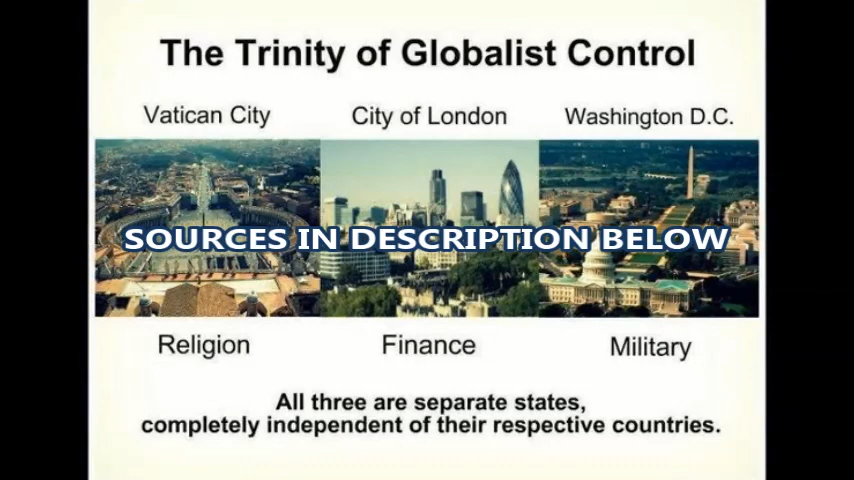 The Trinity of Globalist Control
Vatican City
City of London
Washington D.C.
SOURCES IN DESCRIPTION BELOW
Religion
Finance
Military
All three are separate states,
completely independent of their respective countries.